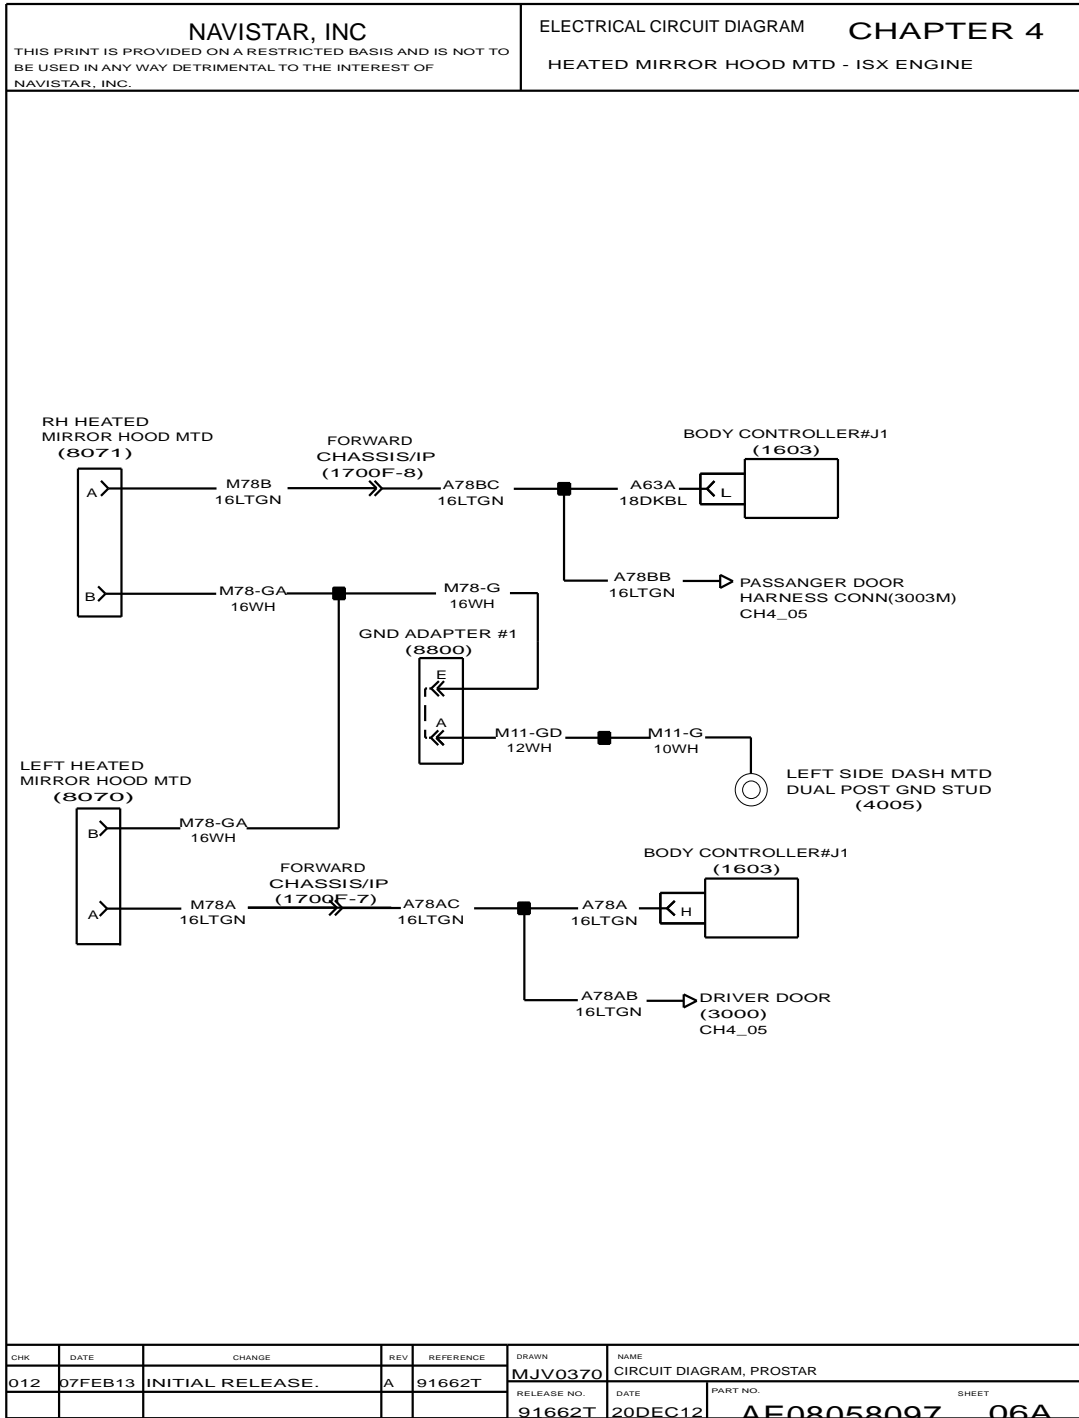 NAVISTAR, INC
THIS PRINT IS PROVIDED ON A RESTRICTED BASIS AND IS NOT TO
BE USED IN ANY WAY DETRIMENTAL TO THE INTEREST OF
NAVISTAR, INC.
ELECTRICAL CIRCUIT DIAGRAM
CHAPTER 4
HEATED MIRROR HOOD MTD - ISX ENGINE
RH HEATED
MIRROR HOOD MTD
(8071)
A
B
M78B
16LTGN
FORWARD
CHASSIS/IP
(1700F-8)
A78BC
16LTGN
A63A
18DKBL
BODY CONTROLLER#J1
(1603)
L
A78BB
16LTGN
PASSANGER DOOR
HARNESS CONN(3003M)
CH4_05
M78-GA
16WH
M78-G
16WH
GND ADAPTER #1
(8800)
E
A
M11-GD
12WH
M11-G
10WH
LEFT SIDE DASH MTD
DUAL POST GND STUD
(4005)
LEFT HEATED
MIRROR HOOD MTD
(8070)
B
A
M78-GA
16WH
M78A
16LTGN
FORWARD
CHASSIS/IP
(1700F-7)
A78AC
16LTGN
A78A
16LTGN
BODY CONTROLLER#J1
(1603)
H
A78AB
16LTGN
DRIVER DOOR
(3000)
CH4_05
CHK DATE CHANGE REV REFERENCE
012 07FEB13 INITIAL RELEASE. A 91662T
DRAWN
MJV0370
NAME
CIRCUIT DIAGRAM, PROSTAR
RELEASE NO.
91662T
DATE
20DEC12
PART NO.
AE08058097
SHEET
06A